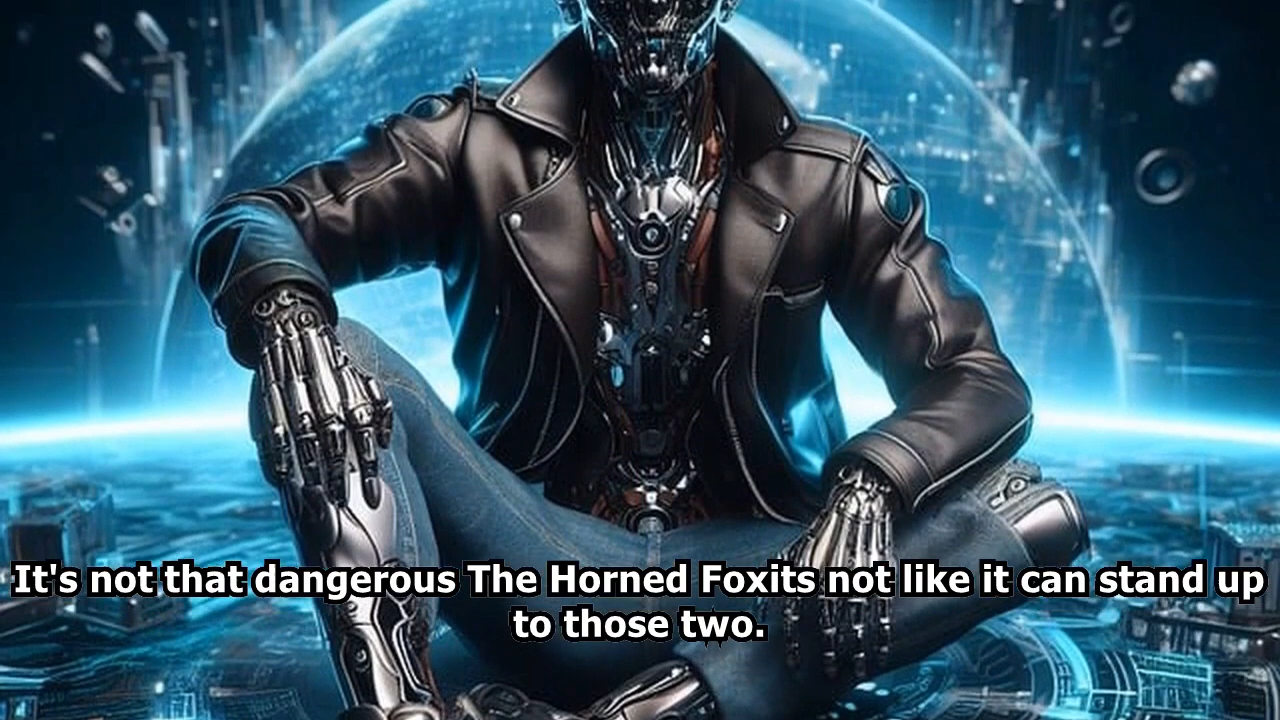 It's not that dangerous The Horned Foxits not like it can stand up
to those two.